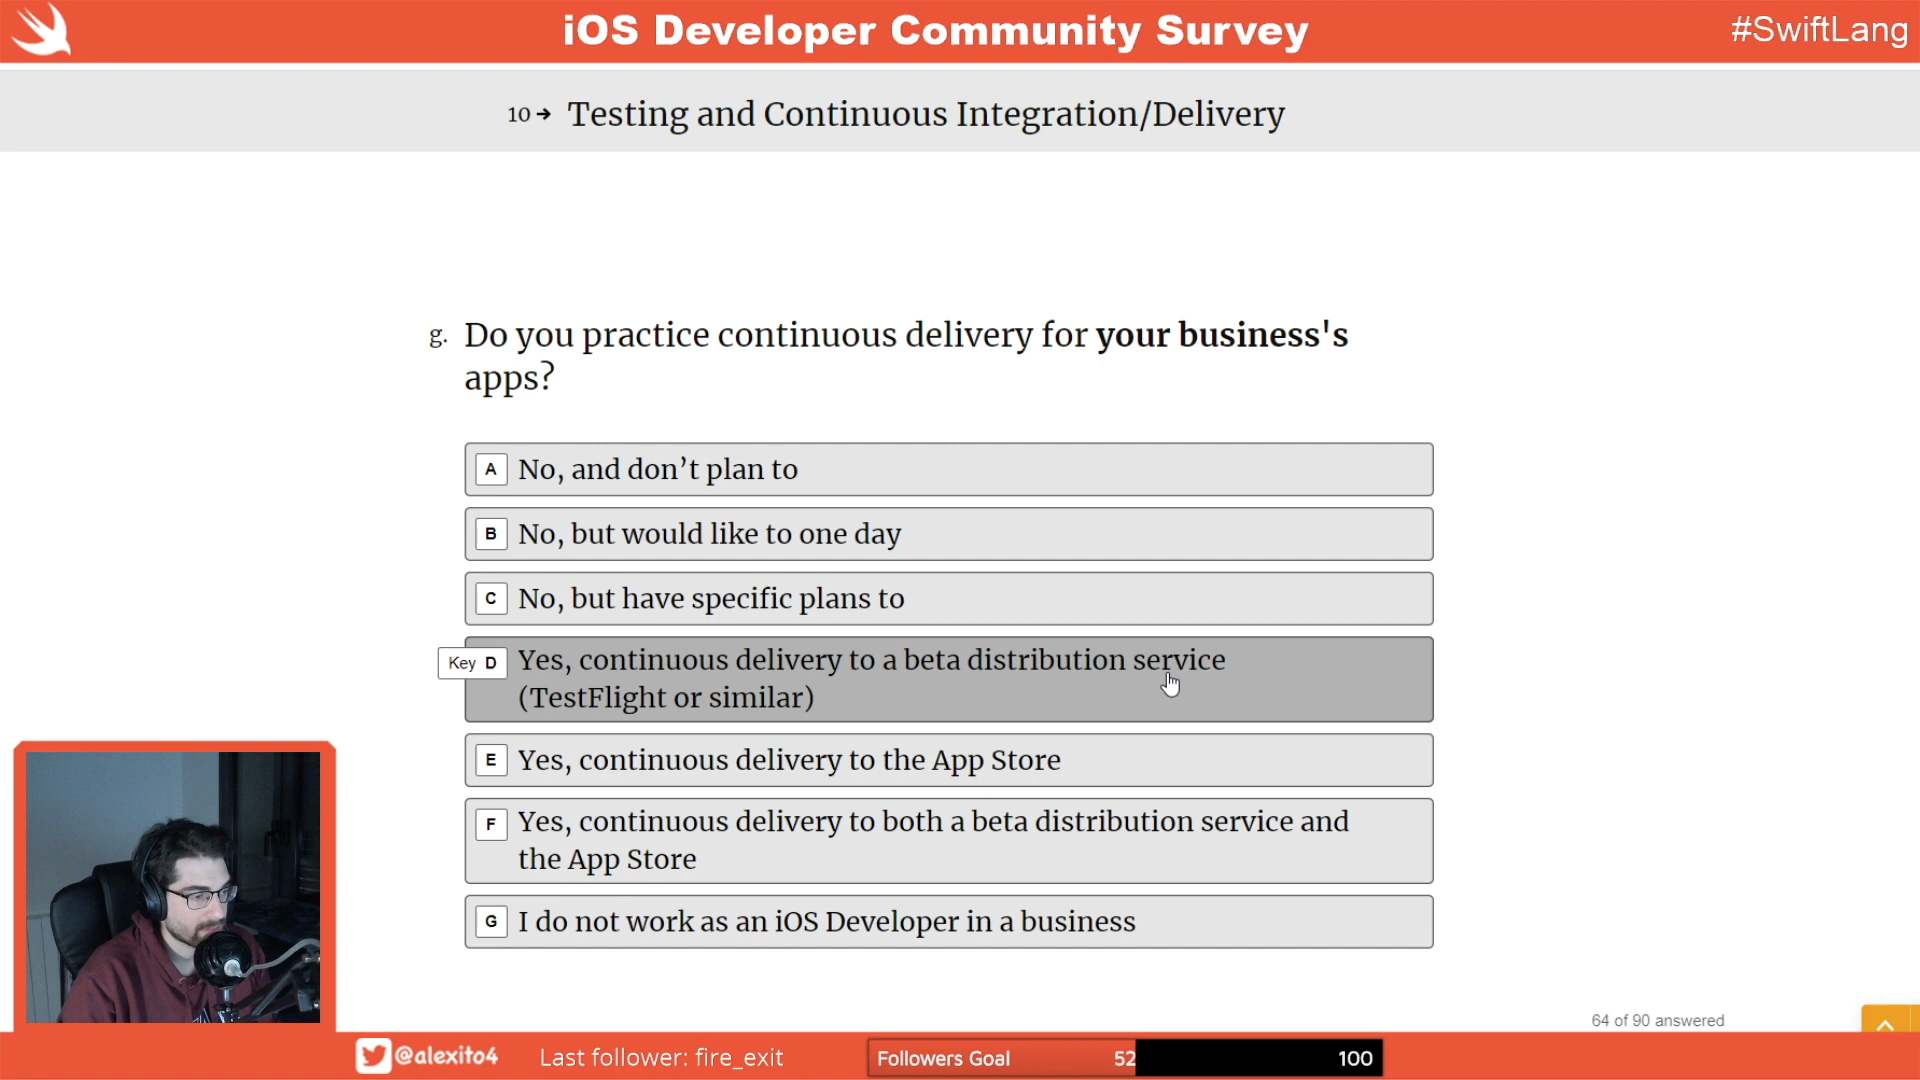 iOS Developer Community Survey
#SwiftLang
10 → Testing and Continuous Integration/Delivery
g. Do you practice continuous delivery for your business's
apps?
A No, and don’t plan to
B No, but would like to one day
C No, but have specific plans to
Key D Yes, continuous delivery to a beta distribution service
(TestFlight or similar)
E Yes, continuous delivery to the App Store
F Yes, continuous delivery to both a beta distribution service and
the App Store
G I do not work as an iOS Developer in a business
64 of 90 answered
@alexito4
Last follower: fire_exit
Followers Goal 52 100